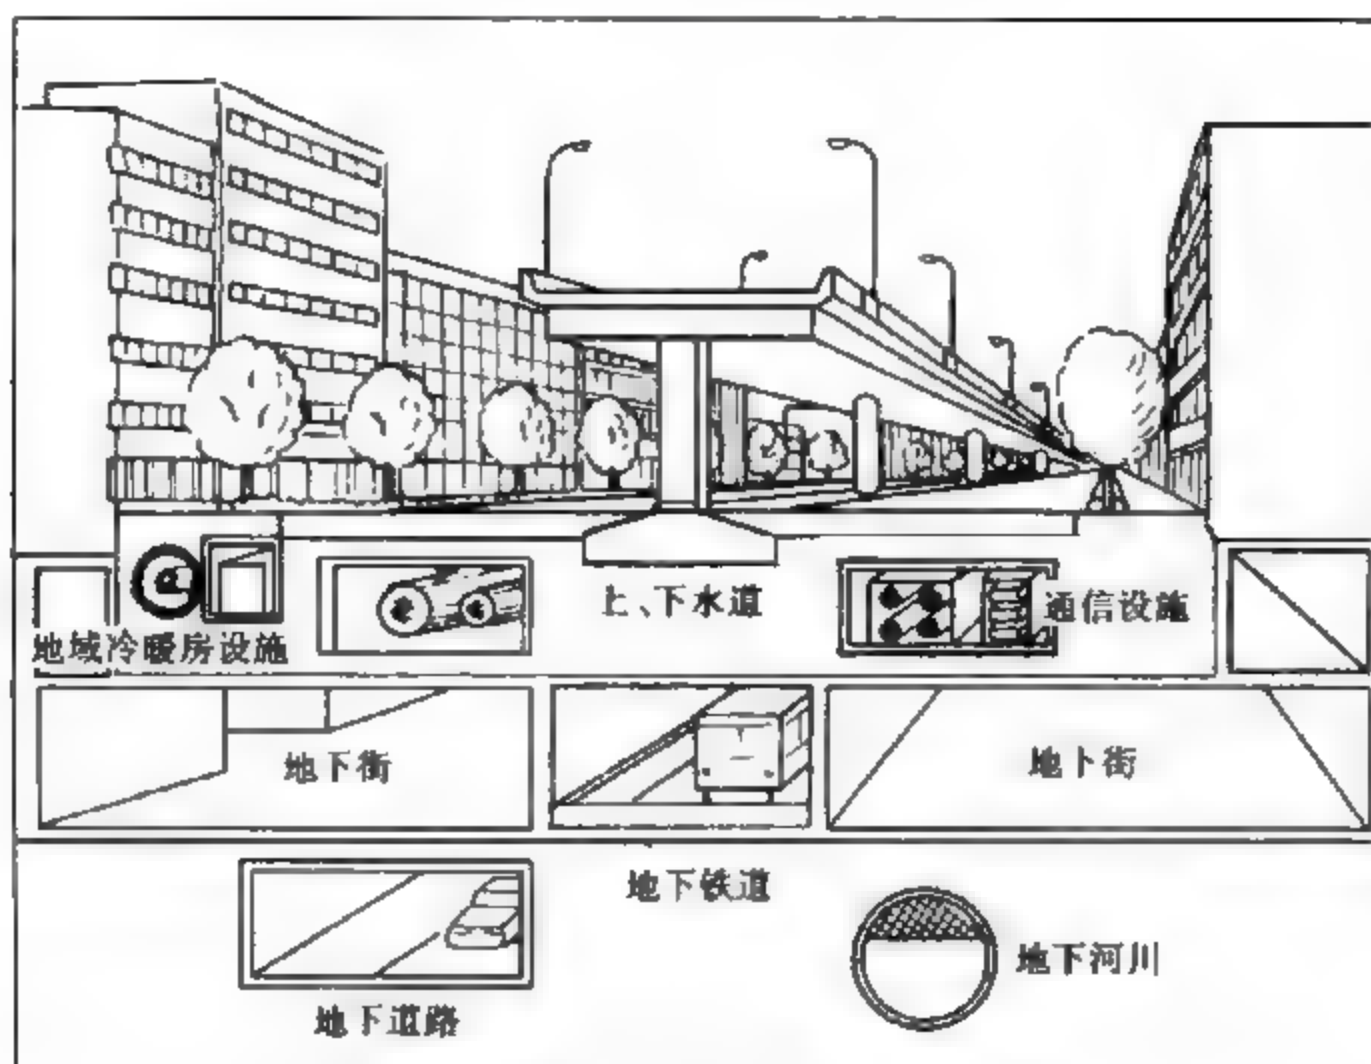 上、下水道
通信设施
地域冷暖房设施
地下街
地下街
地下铁道
地下河川
地下道路